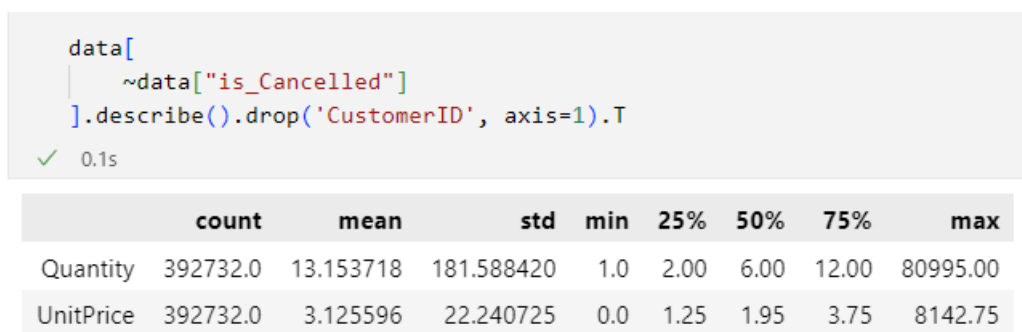 data[
    ~data["is_Cancelled"]
].describe().drop('CustomerID', axis=1).T
✓ 0.1s
count mean std min 25% 50% 75% max
Quantity 392732.0 13.153718 181.588420 1.0 2.00 6.00 12.00 80995.00
UnitPrice 392732.0 3.125596 22.240725 0.0 1.25 1.95 3.75 8142.75